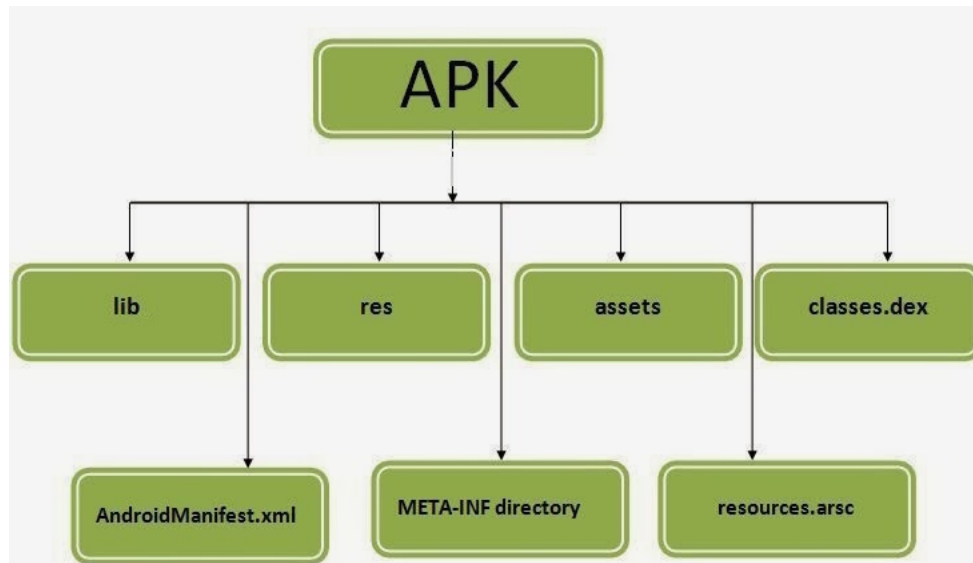 APK
lib
res
assets
classes.dex
AndroidManifest.xml
META-INF directory
resources.arsc